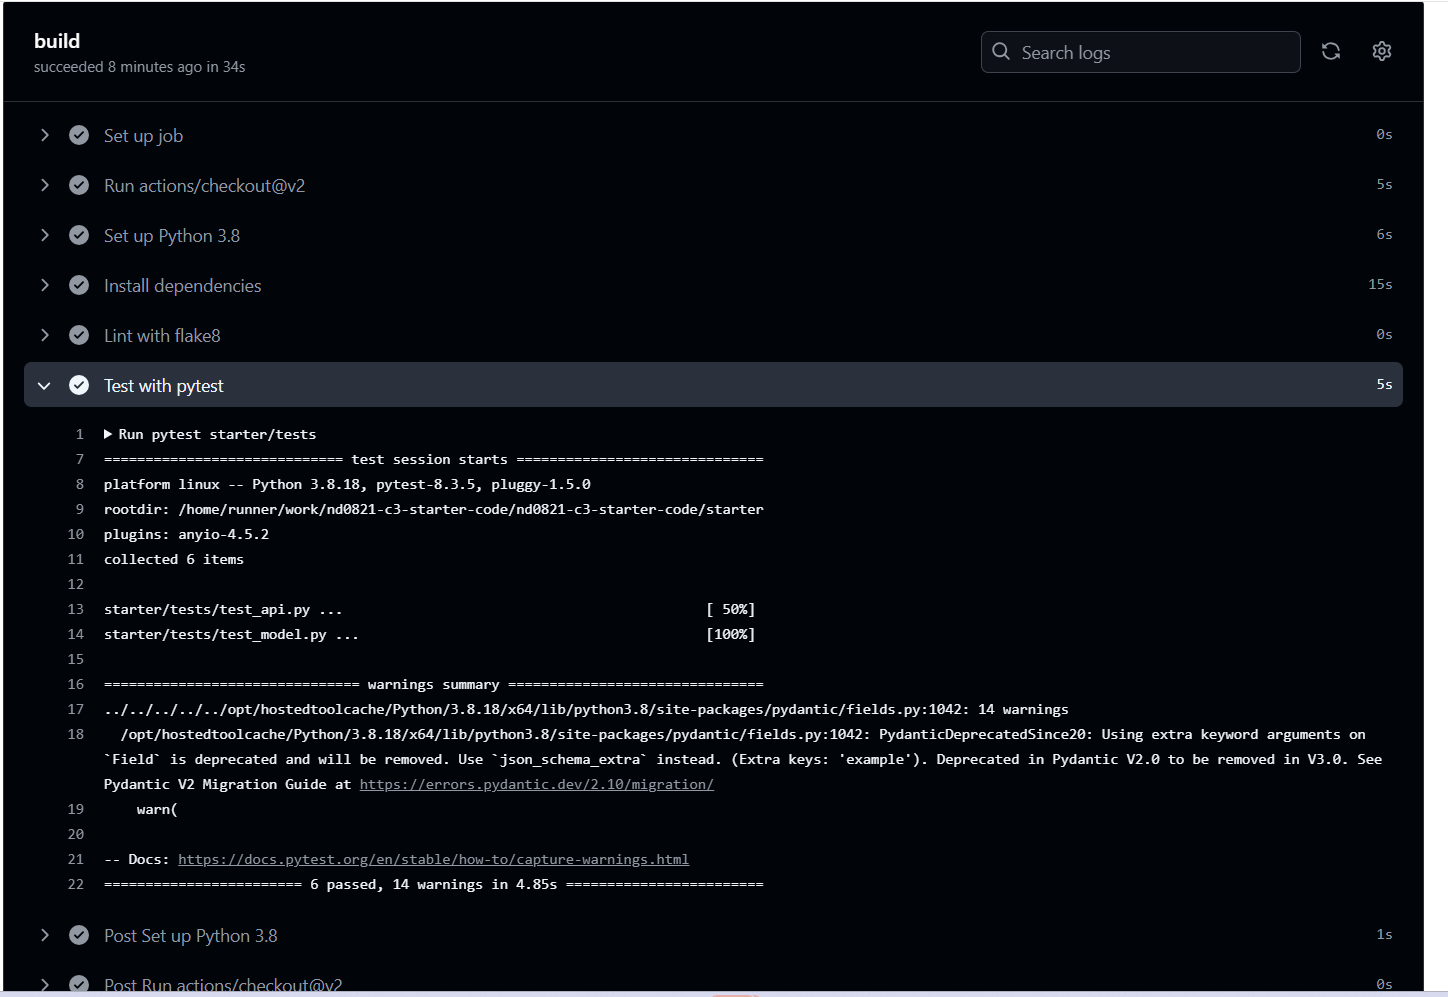 build
succeeded 8 minutes ago in 34s
Search logs
Set up job 0s
Run actions/checkout@v2 5s
Set up Python 3.8 6s
Install dependencies 15s
Lint with flake8 0s
Test with pytest 5s
1 Run pytest starter/tests
7 ============================= test session starts ==============================
8 platform linux -- Python 3.8.18, pytest-8.3.5, pluggy-1.5.0
9 rootdir: /home/runner/work/nd0821-c3-starter-code/nd0821-c3-starter-code/starter
10 plugins: anyio-4.5.2
11 collected 6 items
12
13 starter/tests/test_api.py ... [ 50%]
14 starter/tests/test_model.py ... [100%]
15
16 =============================== warnings summary ===============================
17 ../../../../../opt/hostedtoolcache/Python/3.8.18/x64/lib/python3.8/site-packages/pydantic/fields.py:1042: 14 warnings
18 /opt/hostedtoolcache/Python/3.8.18/x64/lib/python3.8/site-packages/pydantic/fields.py:1042: PydanticDeprecatedSince20: Using extra keyword arguments on
`Field` is deprecated and will be removed. Use `json_schema_extra` instead. (Extra keys: 'example'). Deprecated in Pydantic V2.0 to be removed in V3.0. See
Pydantic V2 Migration Guide at https://errors.pydantic.dev/2.10/migration/
19 warn(
20
21 -- Docs: https://docs.pytest.org/en/stable/how-to/capture-warnings.html
22 ======================== 6 passed, 14 warnings in 4.85s ========================
Post Set up Python 3.8 1s
Post Run actions/checkout@v2 0s